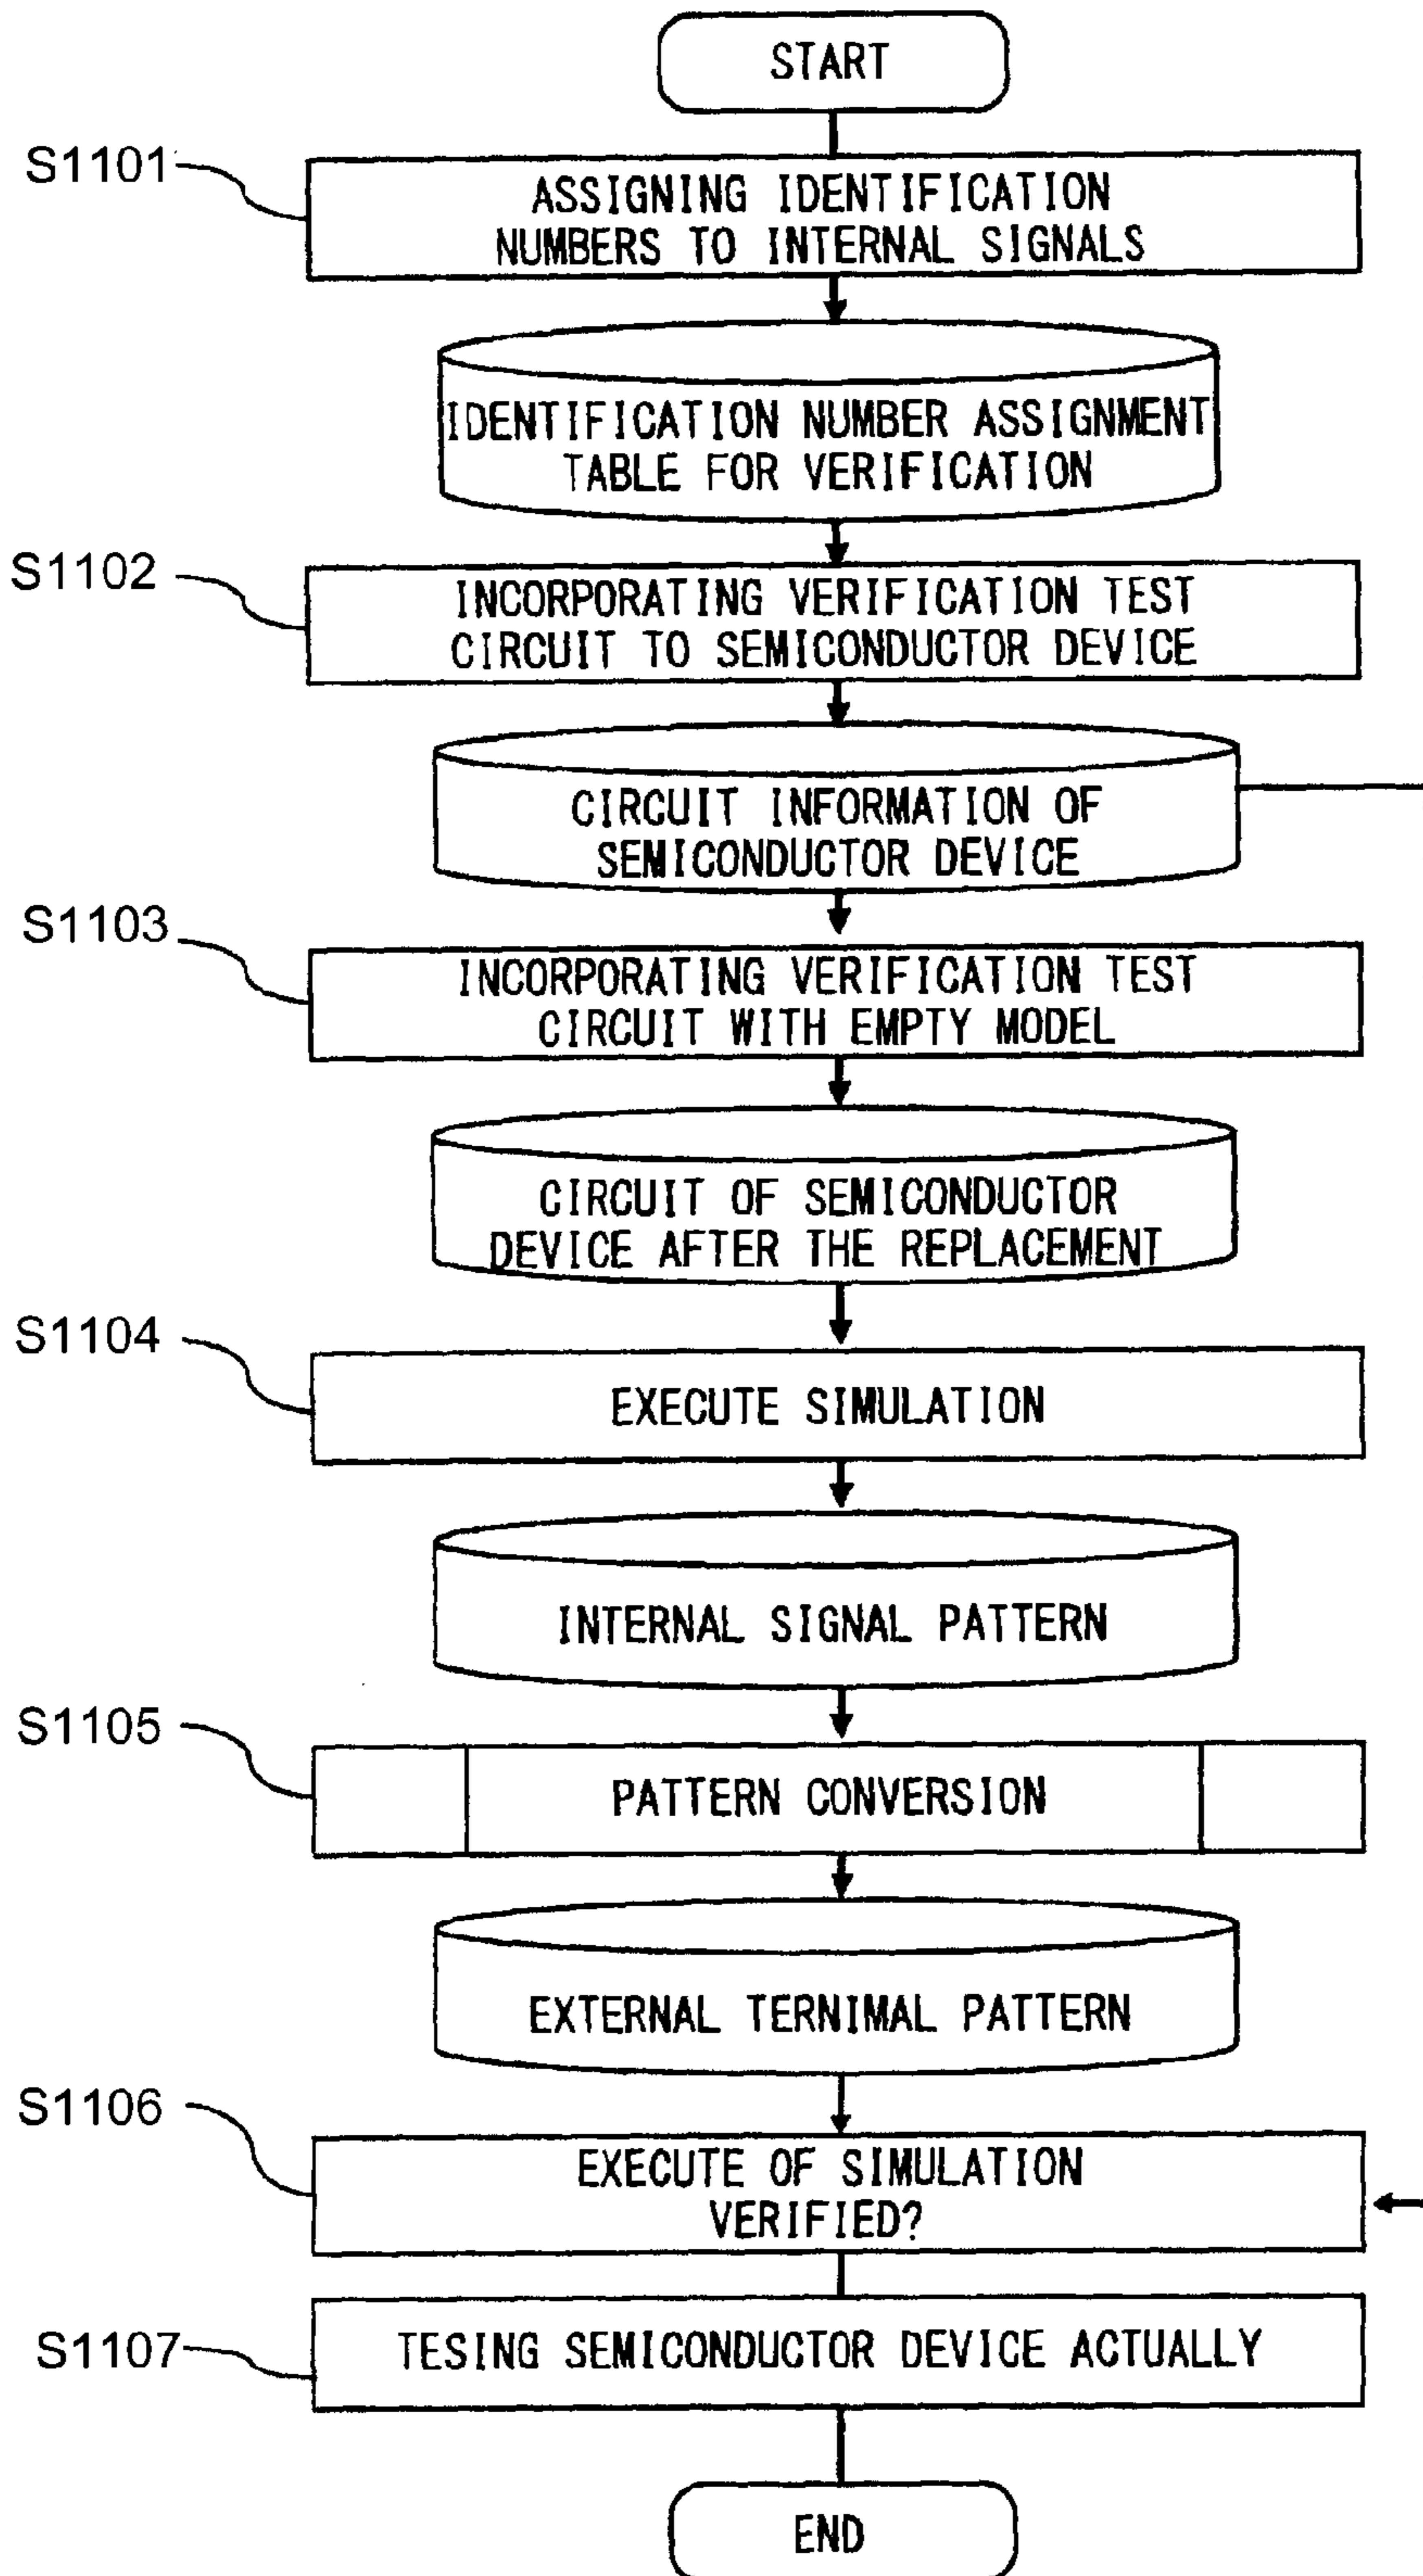 START
S1101
ASSIGNING IDENTIFICATION
NUMBERS TO INTERNAL SIGNALS
IDENTIFICATION NUMBER ASSIGNMENT
TABLE FOR VERIFICATION
S1102
INCORPORATING VERIFICATION TEST
CIRCUIT TO SEMICONDUCTOR DEVICE
CIRCUIT INFORMATION OF
SEMICONDUCTOR DEVICE
S1103
INCORPORATING VERIFICATION TEST
CIRCUIT WITH EMPTY MODEL
CIRCUIT OF SEMICONDUCTOR
DEVICE AFTER THE REPLACEMENT
S1104
EXECUTE SIMULATION
INTERNAL SIGNAL PATTERN
S1105
PATTERN CONVERSION
EXTERNAL TERNIMAL PATTERN
S1106
EXECUTE OF SIMULATION
VERIFIED?
S1107
TESING SEMICONDUCTOR DEVICE ACTUALLY
END